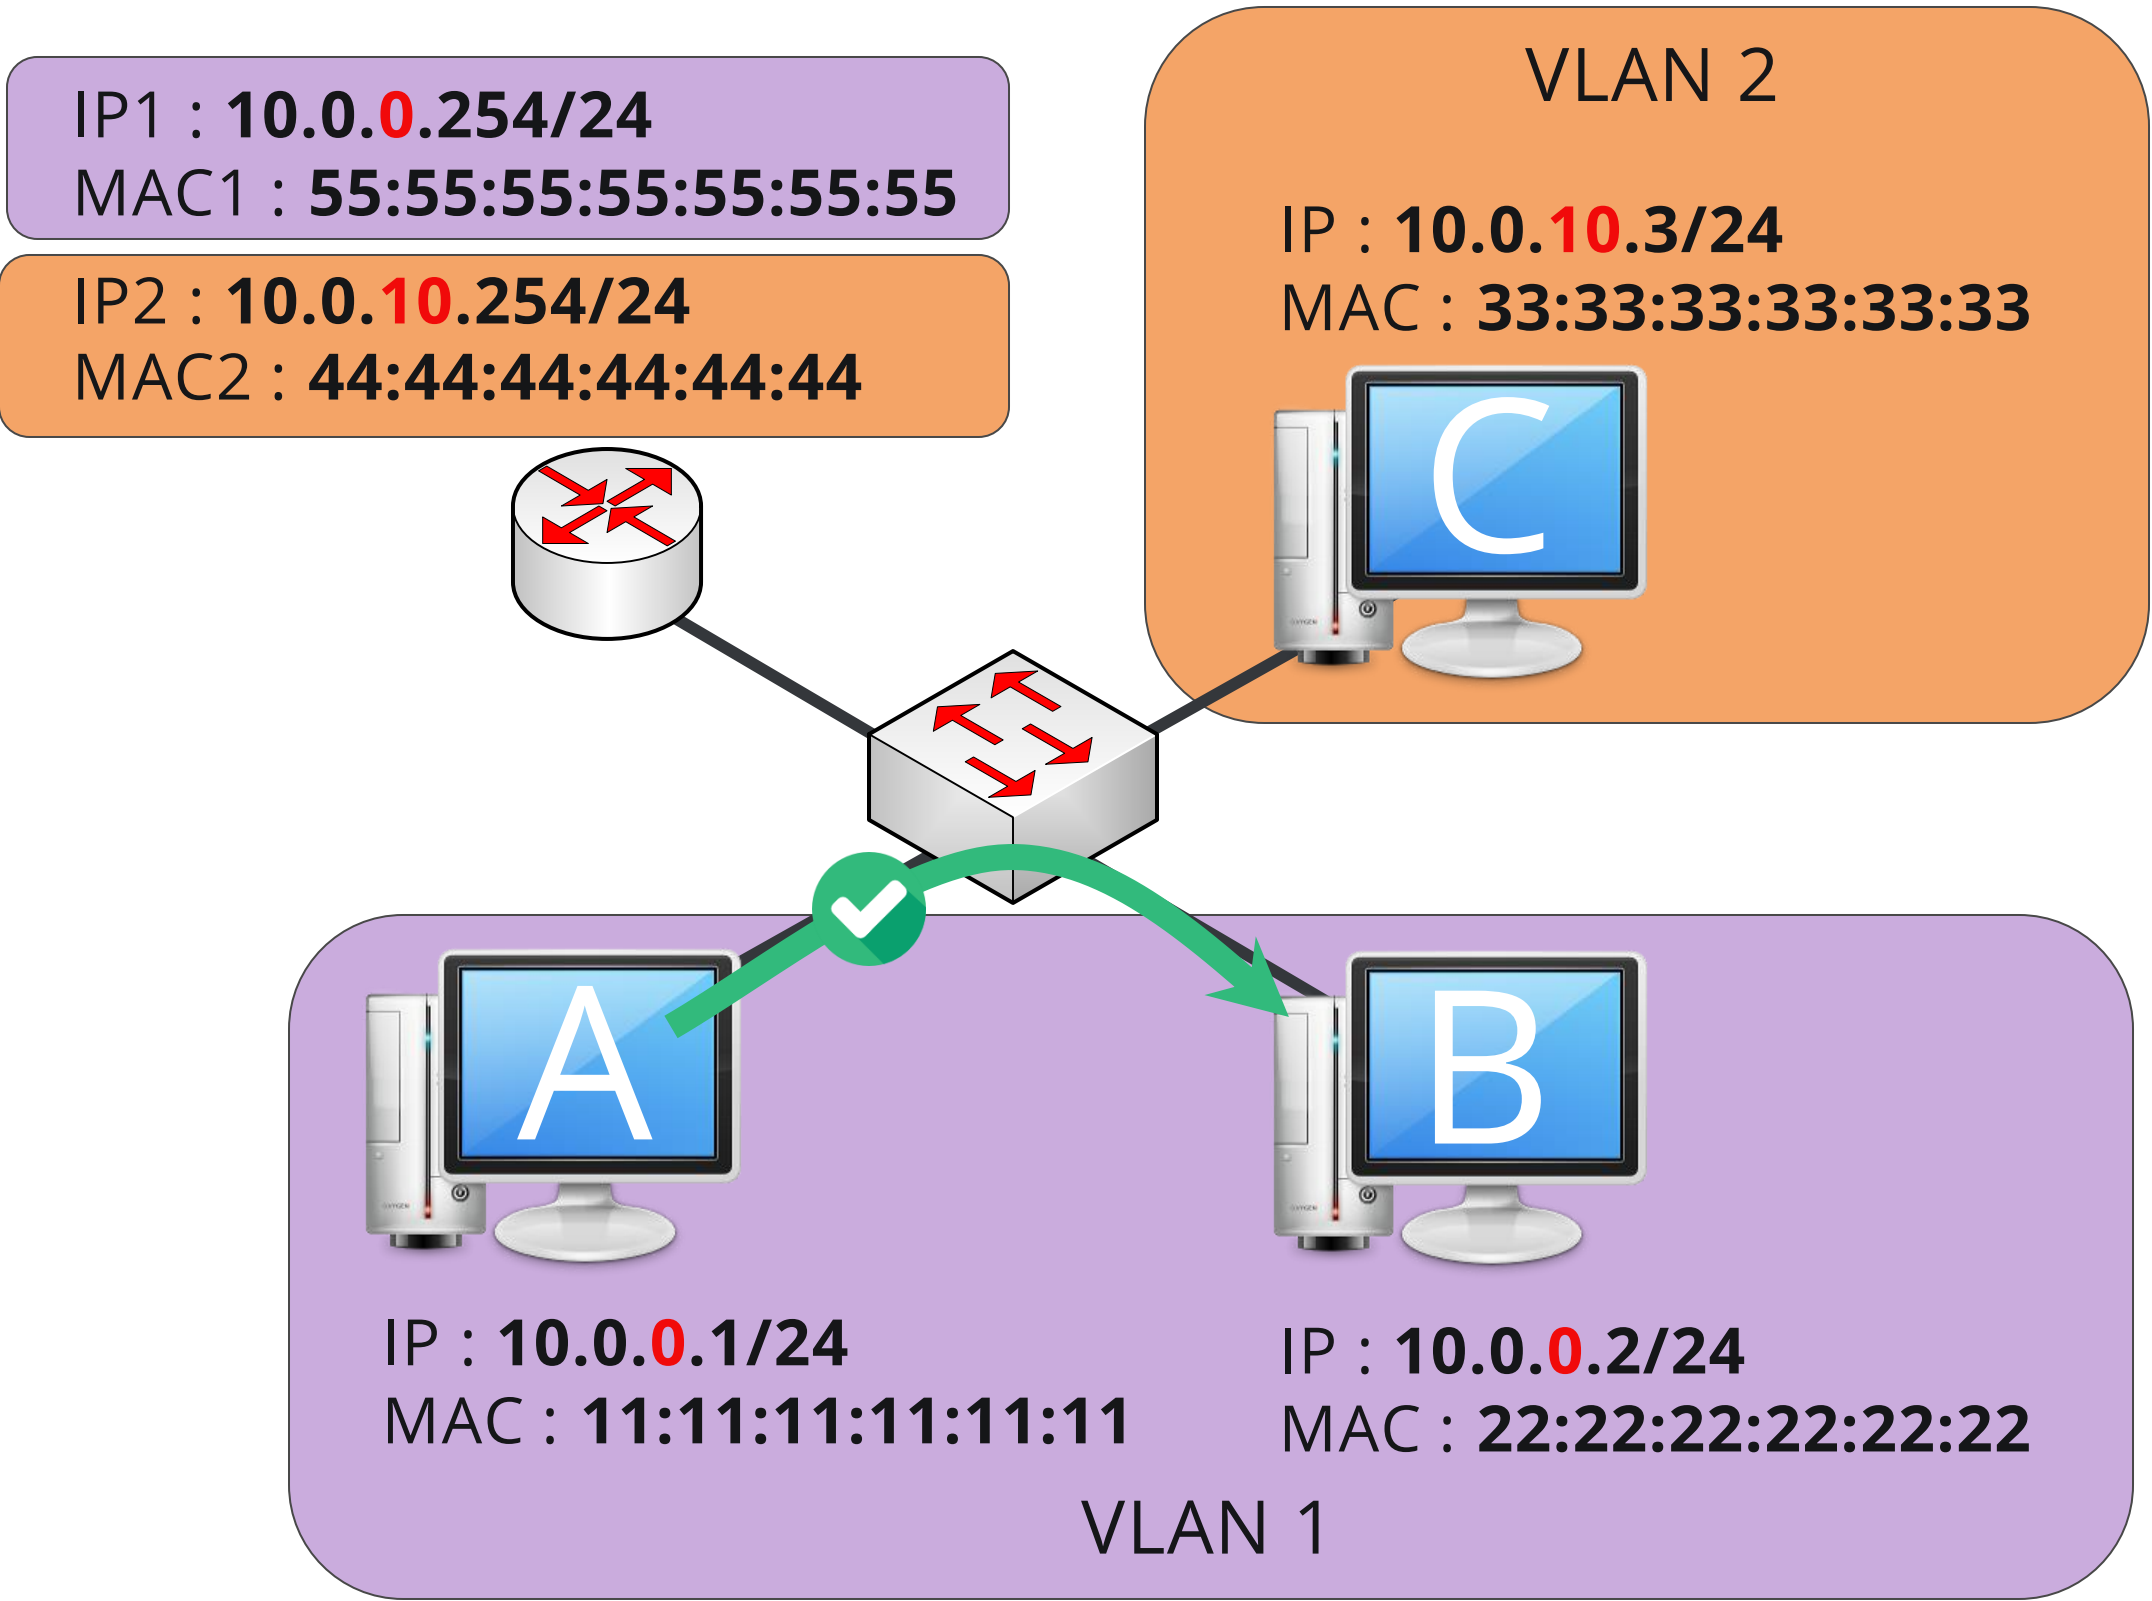 IP1 : 10.0.0.254/24
MAC1 : 55:55:55:55:55:55:55
IP2 : 10.0.10.254/24
MAC2 : 44:44:44:44:44:44
VLAN 2
IP : 10.0.10.3/24
MAC : 33:33:33:33:33:33
C
A
B
IP : 10.0.0.1/24
MAC : 11:11:11:11:11:11
IP : 10.0.0.2/24
MAC : 22:22:22:22:22:22
VLAN 1